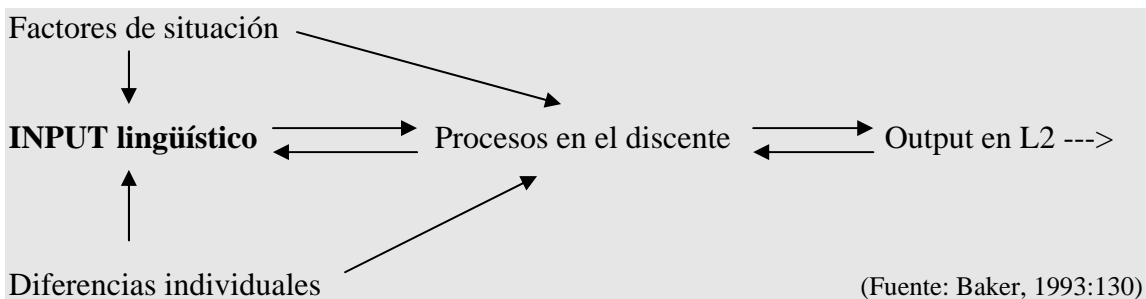 Factores de situación
INPUT lingüístico Procesos en el discente Output en L2 --->
Diferencias individuales (Fuente: Baker, 1993:130)